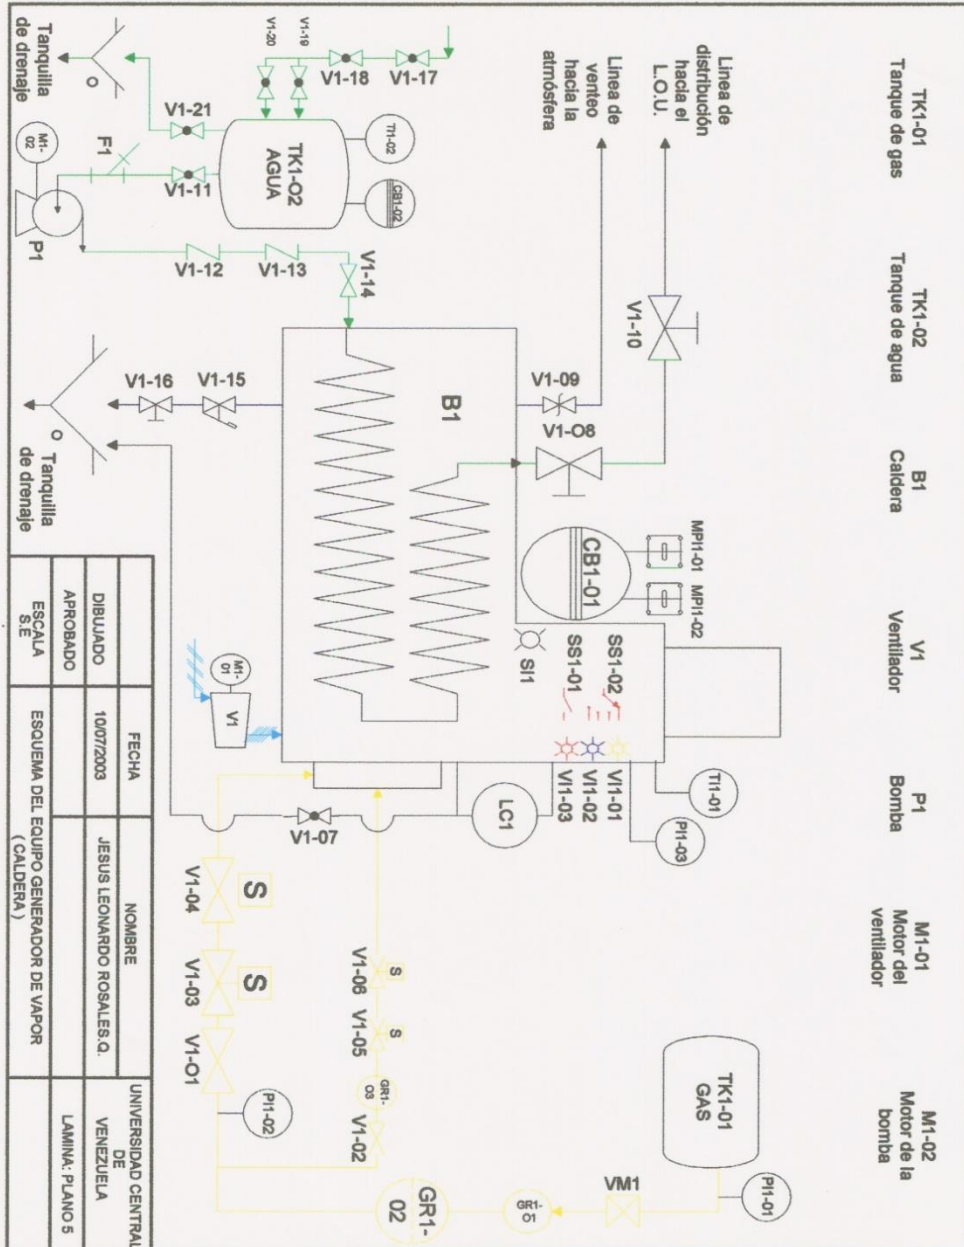 TK1-01
Tanque de gas
TK1-02
Tanque de agua
B1
Caldera
V1
Ventilador
P1
Bomba
M1-01
Motor del
ventilador
M1-02
Motor de la
bomba
Linea de
distribución
hacia el
L.O.U.
Linea de
venteo
hacia la
atmósfera
V1-10
V1-09
V1-O8
MPI1-01
MPI1-02
CB1-01
SI1
SS1-02
SS1-01
VI1-01
VI1-02
VI1-03
TI1-01
PI1-03
TK1-01
GAS
PI1-01
VM1
GR1-
O1
GR1-
02
V1-17
V1-18
V1-19
V1-20
TI1-02
CB1-02
TK1-O2
AGUA
V1-21
V1-11
Tanquilla
de drenaje
O
F1
M1-
02
P1
V1-12
V1-13
V1-14
B1
V1-15
V1-16
O
Tanquilla
de drenaje
M1-
01
V1
V1-07
LC1
S
V1-06
S
V1-05
GR1-
O3
V1-02
S
V1-04
S
V1-03
V1-O1
PI1-02
FECHA
NOMBRE
UNIVERSIDAD CENTRAL
DE
VENEZUELA
DIBUJADO
10/07/2003
JESUS LEONARDO ROSALES.Q.
APROBADO
LAMINA: PLANO 5
ESCALA
S.E
ESQUEMA DEL EQUIPO GENERADOR DE VAPOR
( CALDERA )